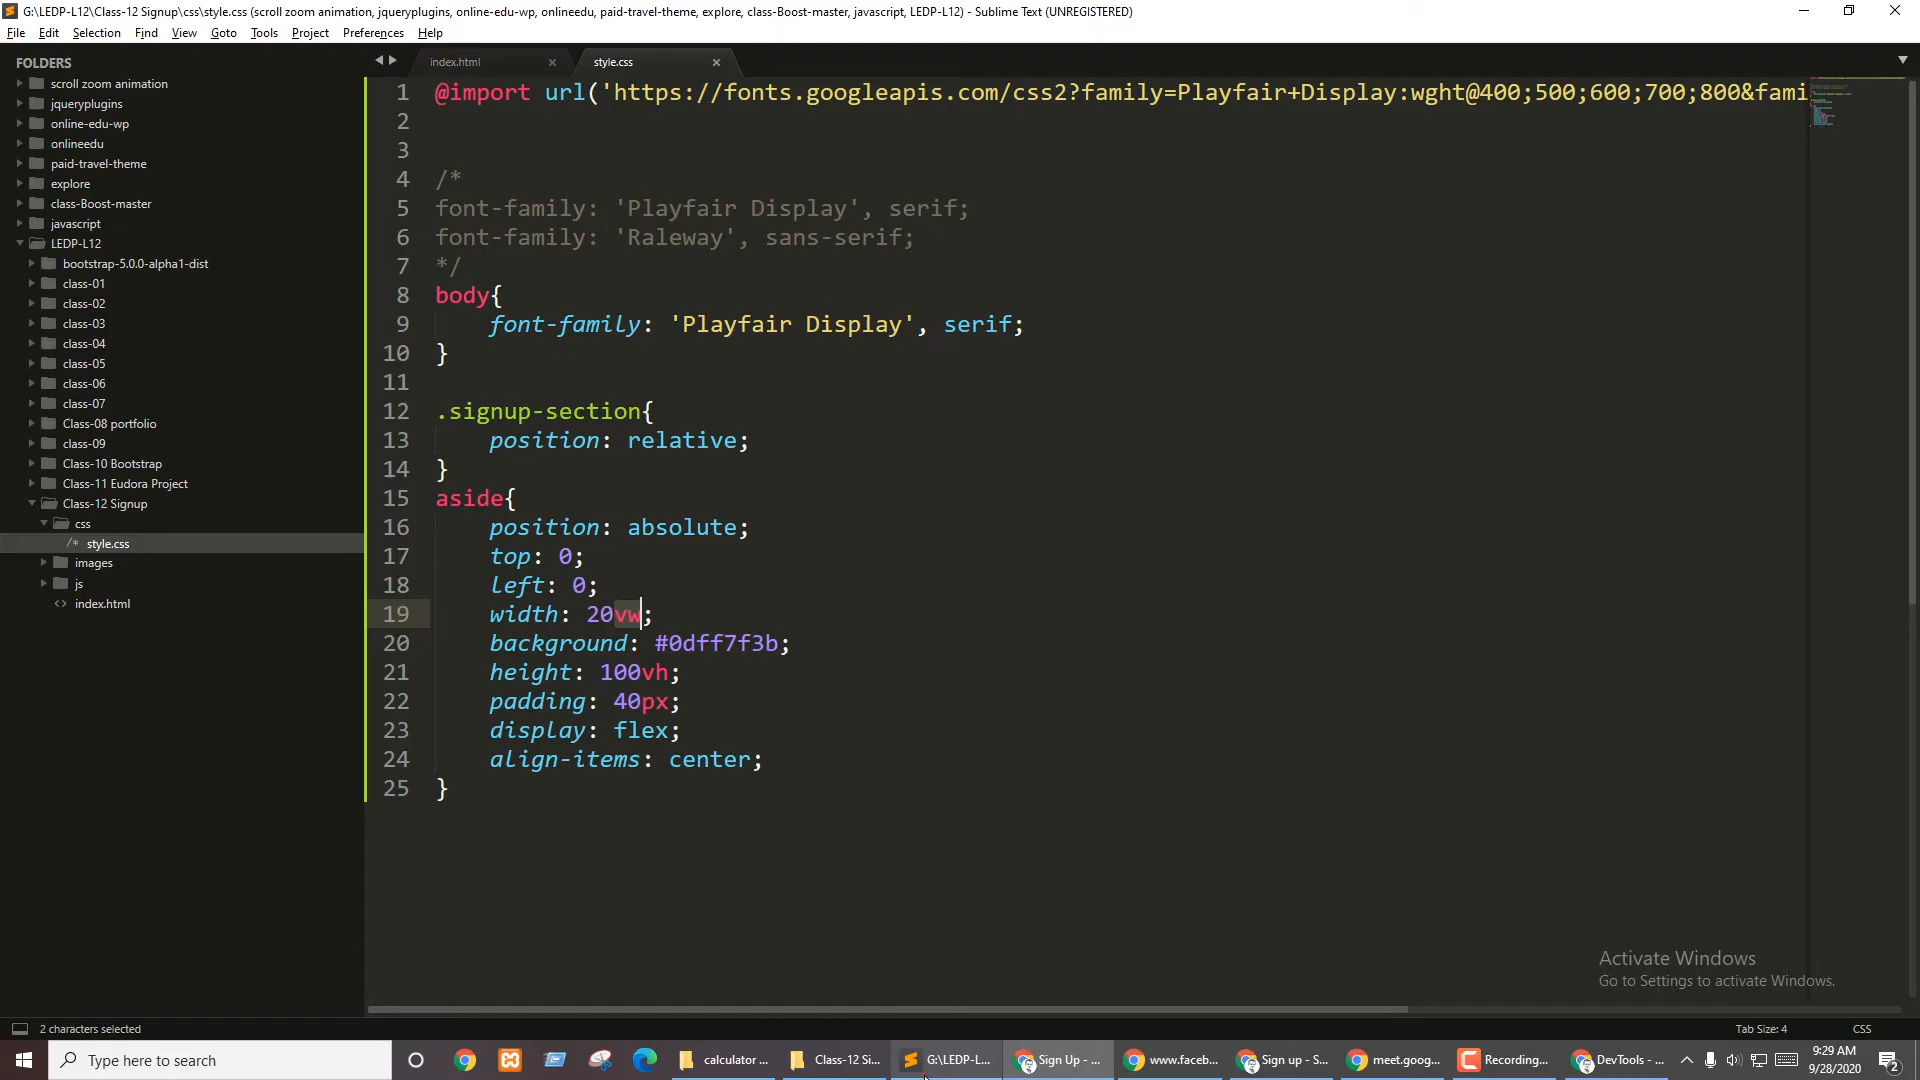 G:\LEDP-L12\Class-12 Signup\css\style.css (scroll zoom animation, jqueryplugins, online-edu-wp, onlineedu, paid-travel-theme, explore, class-Boost-master, javascript, LEDP-L12) - Sublime Text (UNREGISTERED)
File Edit Selection Find View Goto Tools Project Preferences Help
FOLDERS
scroll zoom animation
jqueryplugins
online-edu-wp
onlineedu
paid-travel-theme
explore
class-Boost-master
javascript
LEDP-L12
bootstrap-5.0.0-alpha1-dist
class-01
class-02
class-03
class-04
class-05
class-06
class-07
Class-08 portfolio
class-09
Class-10 Bootstrap
Class-11 Eudora Project
Class-12 Signup
css
/* style.css
images
js
<> index.html
index.html × style.css ×
1 @import url('https://fonts.googleapis.com/css2?family=Playfair+Display:wght@400;500;600;700;800&fami
2
3
4 /*
5 font-family: 'Playfair Display', serif;
6 font-family: 'Raleway', sans-serif;
7 */
8 body{
9 font-family: 'Playfair Display', serif;
10 }
11
12 .signup-section{
13 position: relative;
14 }
15 aside{
16 position: absolute;
17 top: 0;
18 left: 0;
19 width: 20vw;
20 background: #0dff7f3b;
21 height: 100vh;
22 padding: 40px;
23 display: flex;
24 align-items: center;
25 }
Activate Windows
Go to Settings to activate Windows.
2 characters selected Tab Size: 4 CSS
Type here to search calculator ... Class-12 Si... G:\LEDP-L... Sign Up - ... www.faceb... Sign up - S... meet.goog... Recording... DevTools - ... 9:29 AM
9/28/2020 2